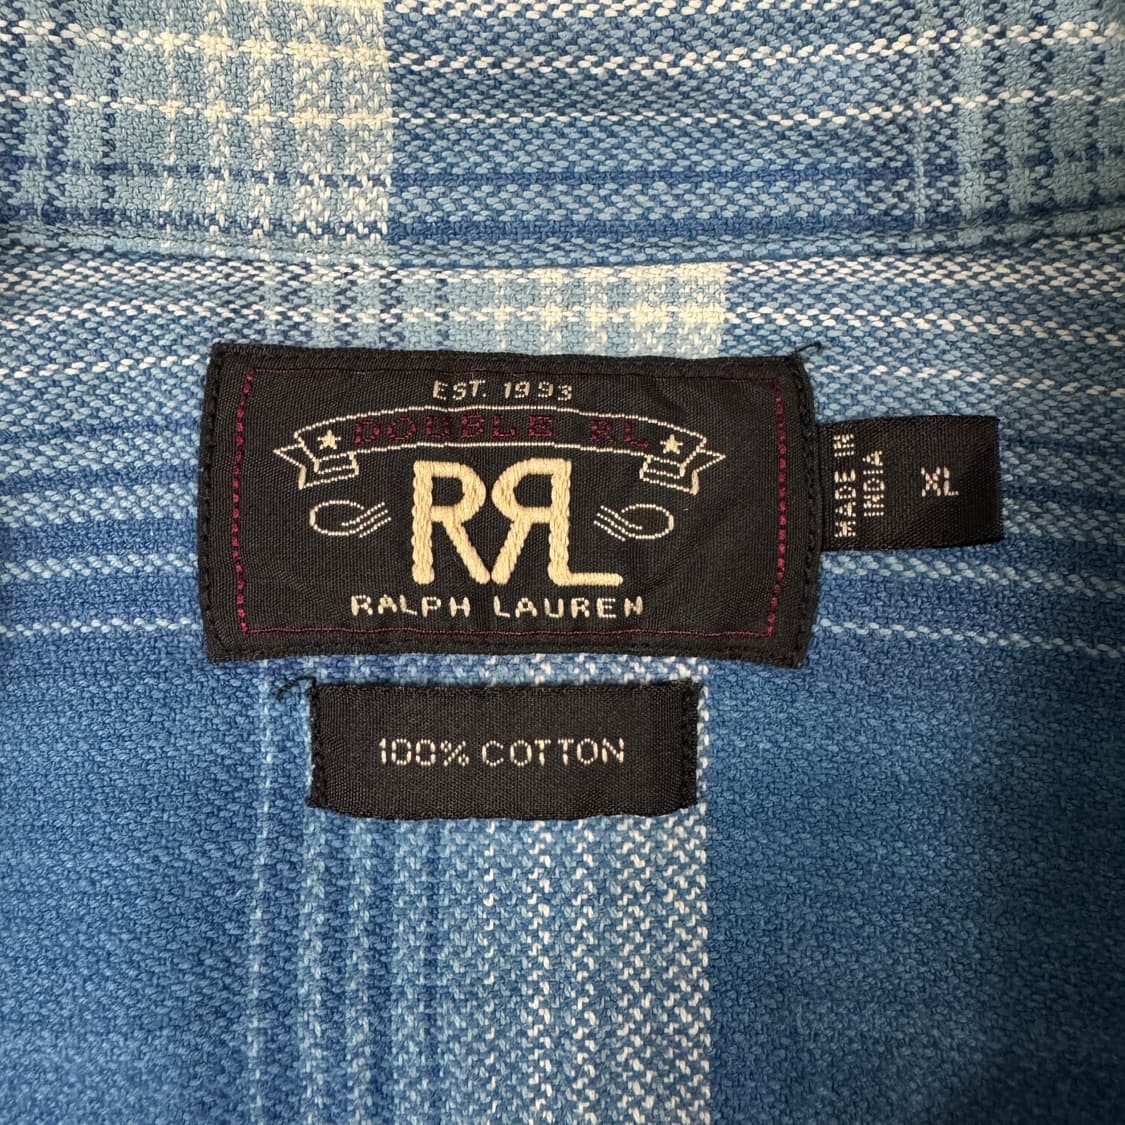 EST. 1993
DOUBLE RL
RRL
RALPH LAUREN
MADE IN
INDIA
XL
100% COTTON